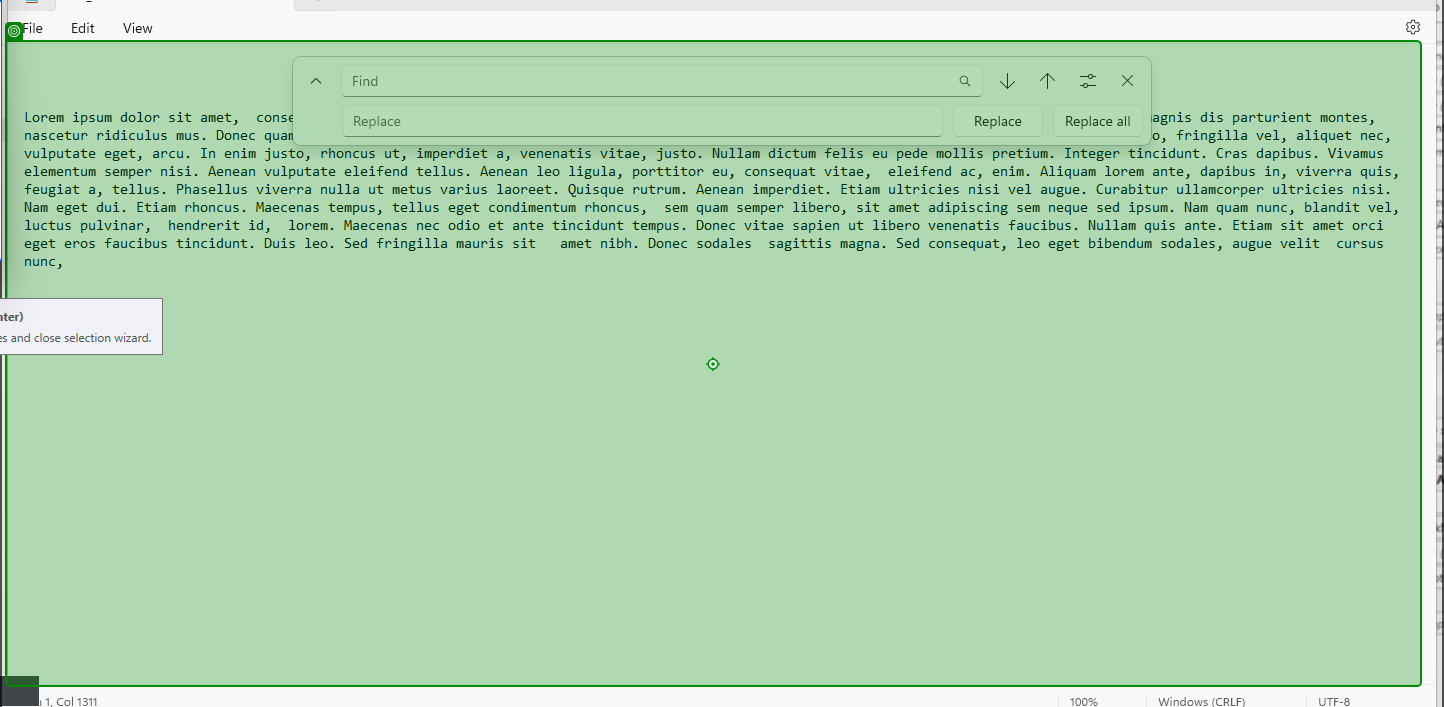 File Edit View
Find
Replace Replace Replace all
Lorem ipsum dolor sit amet,  conse agnis dis parturient montes,
nascetur ridiculus mus. Donec quam fringilla vel, aliquet nec,
vulputate eget, arcu. In enim justo, rhoncus ut, imperdiet a, venenatis vitae, justo. Nullam dictum felis eu pede mollis pretium. Integer tincidunt. Cras dapibus. Vivamus
elementum semper nisi. Aenean vulputate eleifend tellus. Aenean leo ligula, porttitor eu, consequat vitae,  eleifend ac, enim. Aliquam lorem ante, dapibus in, viverra quis,
feugiat a, tellus. Phasellus viverra nulla ut metus varius laoreet. Quisque rutrum. Aenean imperdiet. Etiam ultricies nisi vel augue. Curabitur ullamcorper ultricies nisi.
Nam eget dui. Etiam rhoncus. Maecenas tempus, tellus eget condimentum rhoncus,  sem quam semper libero, sit amet adipiscing sem neque sed ipsum. Nam quam nunc, blandit vel,
luctus pulvinar,  hendrerit id,  lorem. Maecenas nec odio et ante tincidunt tempus. Donec vitae sapien ut libero venenatis faucibus. Nullam quis ante. Etiam sit amet orci
eget eros faucibus tincidunt. Duis leo. Sed fringilla mauris sit   amet nibh. Donec sodales  sagittis magna. Sed consequat, leo eget bibendum sodales, augue velit  cursus
nunc,
nter)
es and close selection wizard.
1, Col 1311 100% Windows (CRLF) UTF-8